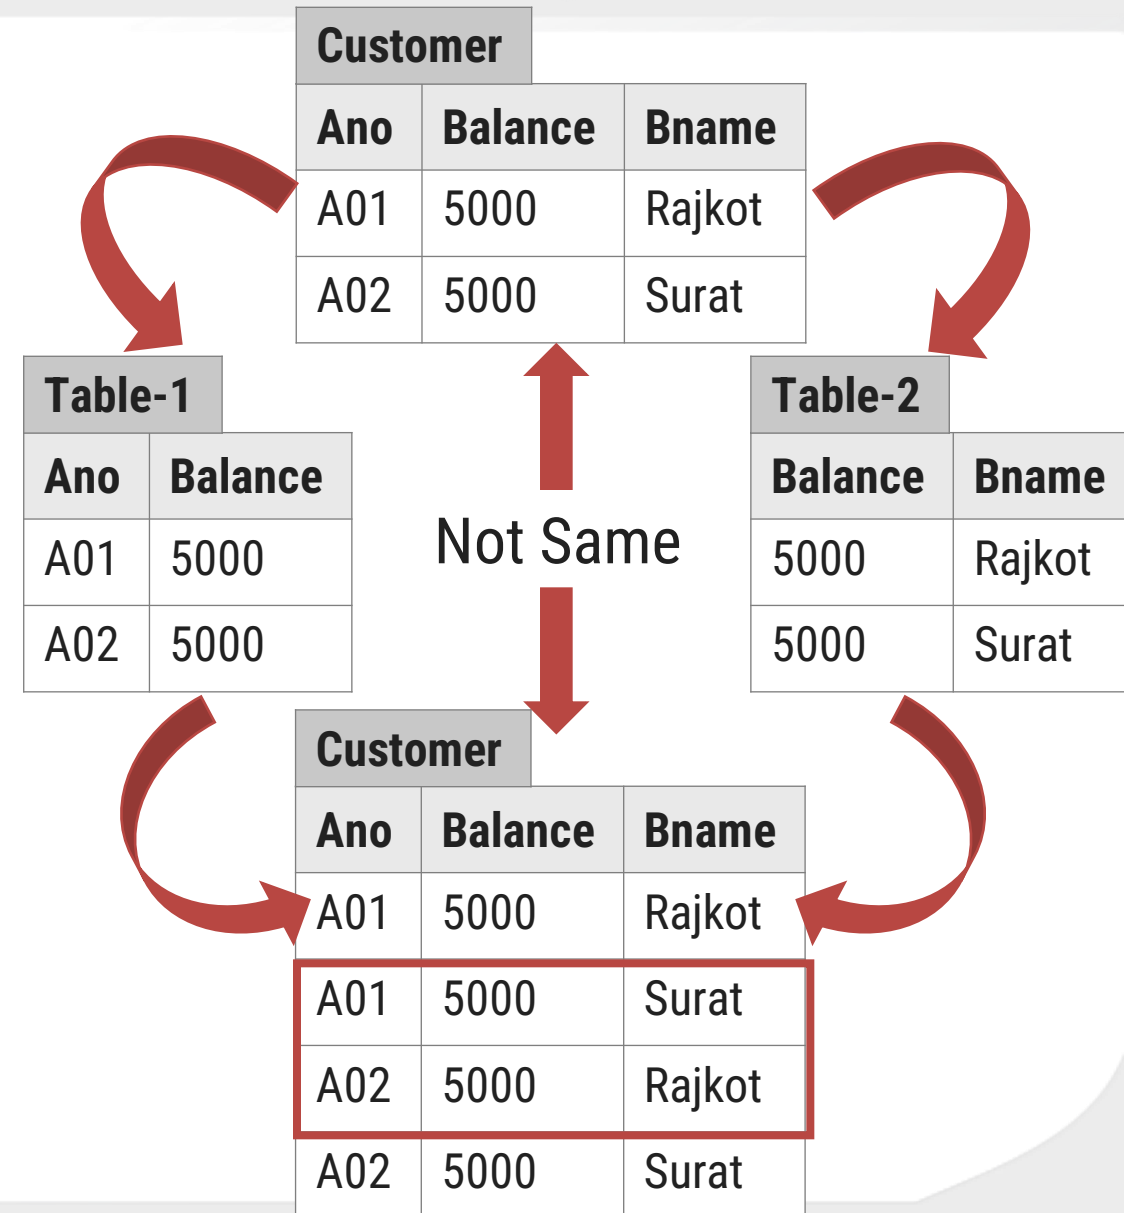 Customer
Ano Balance Bname
A01 5000 Rajkot
A02 5000 Surat
Table-1
Ano Balance
A01 5000
A02 5000
Not Same
Table-2
Balance Bname
5000 Rajkot
5000 Surat
Customer
Ano Balance Bname
A01 5000 Rajkot
A01 5000 Surat
A02 5000 Rajkot
A02 5000 Surat